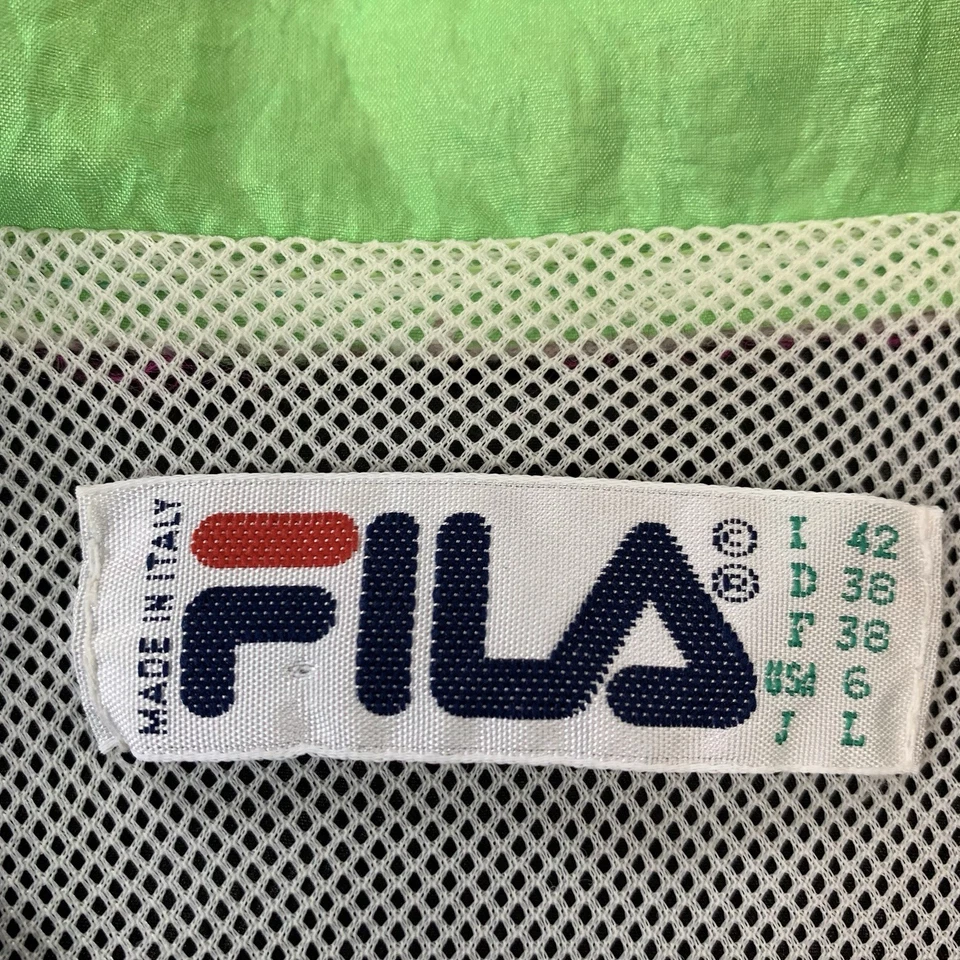 MADE IN ITALY
FILA
© ®
I 42
D 38
F 38
USA 6
J L